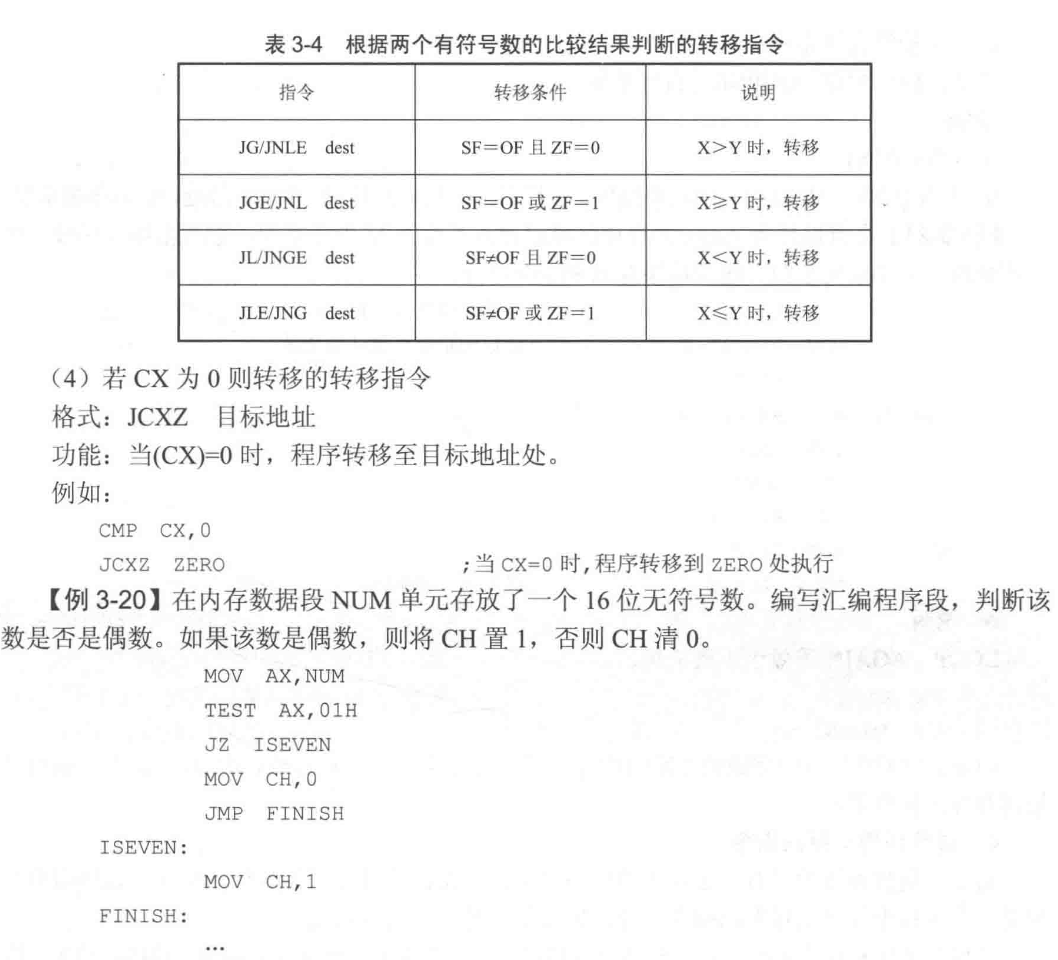 表 3-4 根据两个有符号数的比较结果判断的转移指令
指令 转移条件 说明
JG/JNLE dest SF＝OF 且 ZF＝0 X＞Y 时，转移
JGE/JNL dest SF＝OF 或 ZF＝1 X≥Y 时，转移
JL/JNGE dest SF≠OF 且 ZF＝0 X＜Y 时，转移
JLE/JNG dest SF≠OF 或 ZF＝1 X≤Y 时，转移
（4）若 CX 为 0 则转移的转移指令
格式：JCXZ 目标地址
功能：当(CX)=0 时，程序转移至目标地址处。
例如：
CMP CX,0
JCXZ ZERO ;当 CX=0 时,程序转移到 ZERO 处执行
【例 3-20】在内存数据段 NUM 单元存放了一个 16 位无符号数。编写汇编程序段，判断该
数是否是偶数。如果该数是偶数，则将 CH 置 1，否则 CH 清 0。
MOV AX,NUM
TEST AX,01H
JZ ISEVEN
MOV CH,0
JMP FINISH
ISEVEN:
MOV CH,1
FINISH:
…